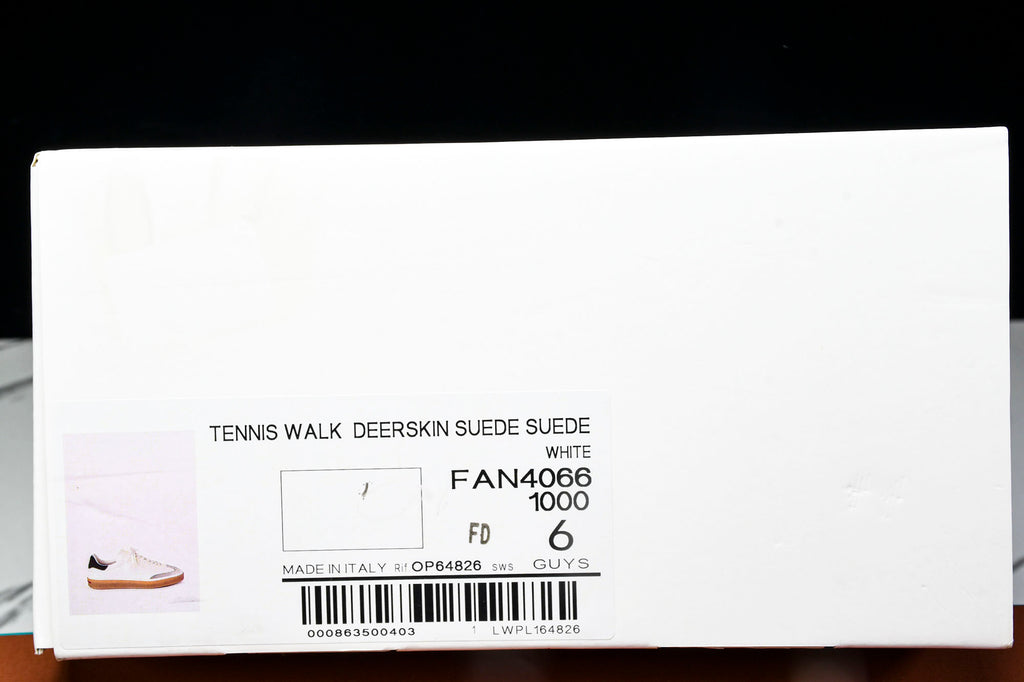 TENNIS WALK DEERSKIN SUEDE SUEDE
WHITE
FAN4066
1000
FD 6
MADE IN ITALY Rif OP64826 SWS GUYS
000863500403 1 LWPL164826